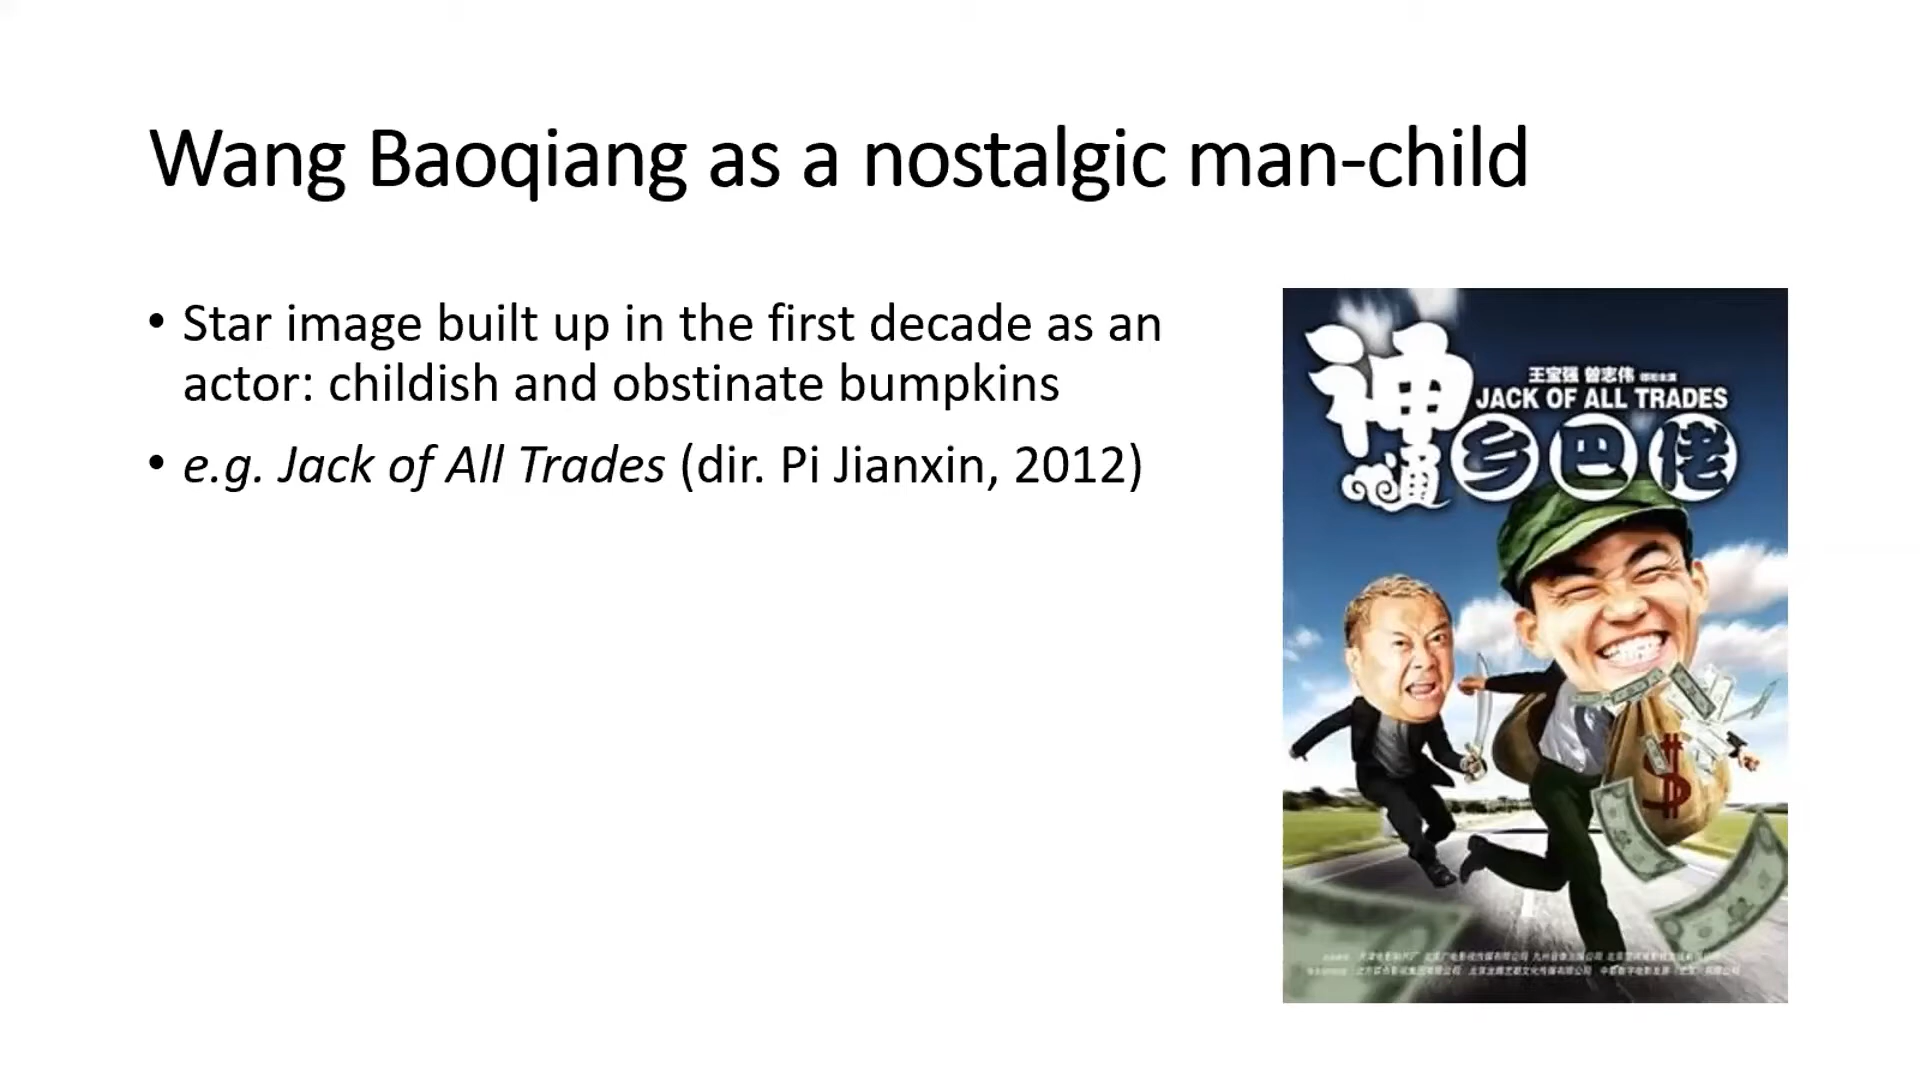 Wang Baoqiang as a nostalgic man-child
• Star image built up in the first decade as an
actor: childish and obstinate bumpkins
• e.g. Jack of All Trades (dir. Pi Jianxin, 2012)
王宝强 曾志伟
JACK OF ALL TRADES
神通乡巴佬
$